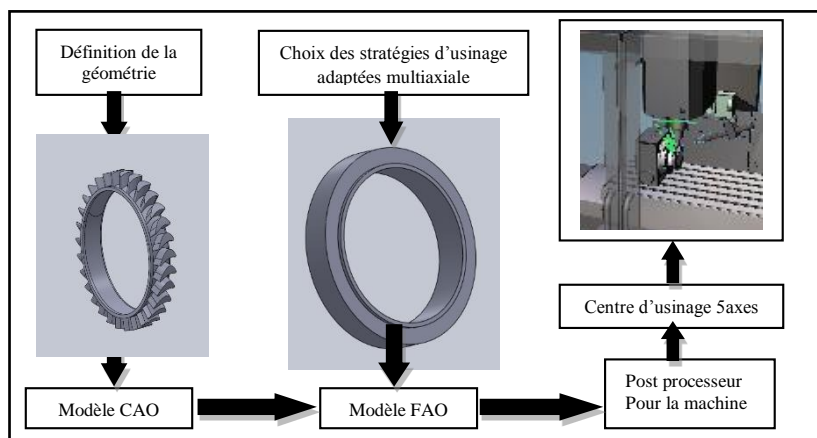 Définition de la
géométrie
Choix des stratégies d'usinage
adaptées multiaxiale
Centre d'usinage 5axes
Modèle CAO
Modèle FAO
Post processeur
Pour la machine